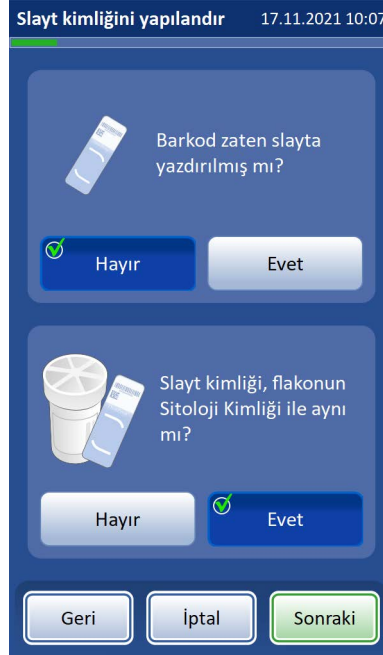 Slayt kimliğini yapılandır 17.11.2021 10:07
Barkod zaten slayta
yazdırılmış mı?
Hayır Evet
Slayt kimliği, flakonun
Sitoloji Kimliği ile aynı
mı?
Hayır Evet
Geri İptal Sonraki